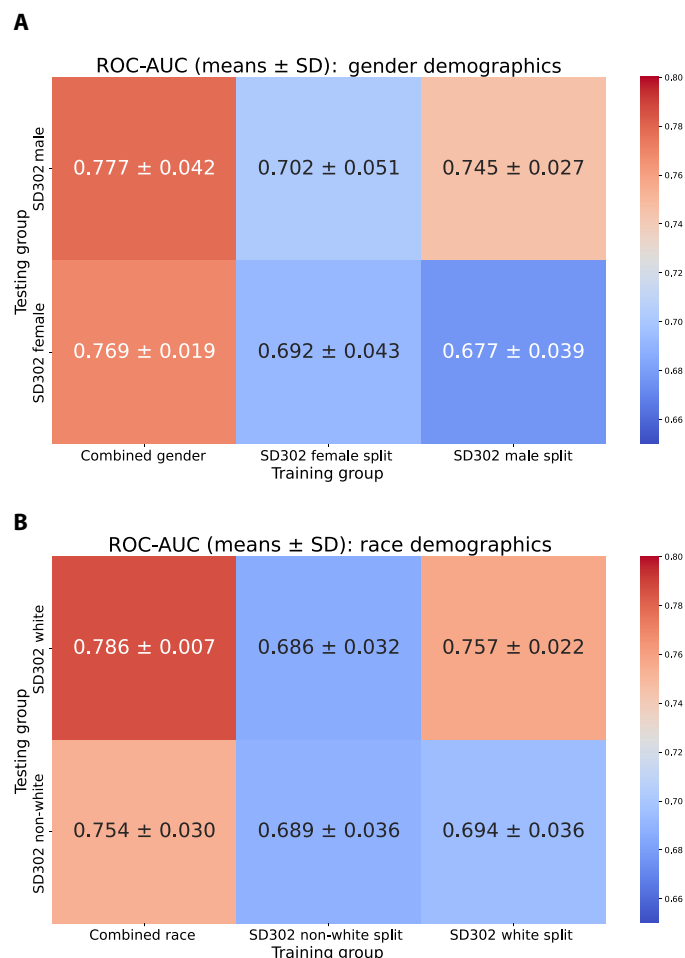 A
ROC-AUC (means ± SD): gender demographics
Testing group
SD302 male
SD302 female
0.777 ± 0.042 0.702 ± 0.051 0.745 ± 0.027
0.769 ± 0.019 0.692 ± 0.043 0.677 ± 0.039
Combined gender SD302 female split SD302 male split
Training group
0.80
0.78
0.76
0.74
0.72
0.70
0.68
0.66
B
ROC-AUC (means ± SD): race demographics
Testing group
SD302 white
SD302 non-white
0.786 ± 0.007 0.686 ± 0.032 0.757 ± 0.022
0.754 ± 0.030 0.689 ± 0.036 0.694 ± 0.036
Combined race SD302 non-white split SD302 white split
Training group
0.80
0.78
0.76
0.74
0.72
0.70
0.68
0.66